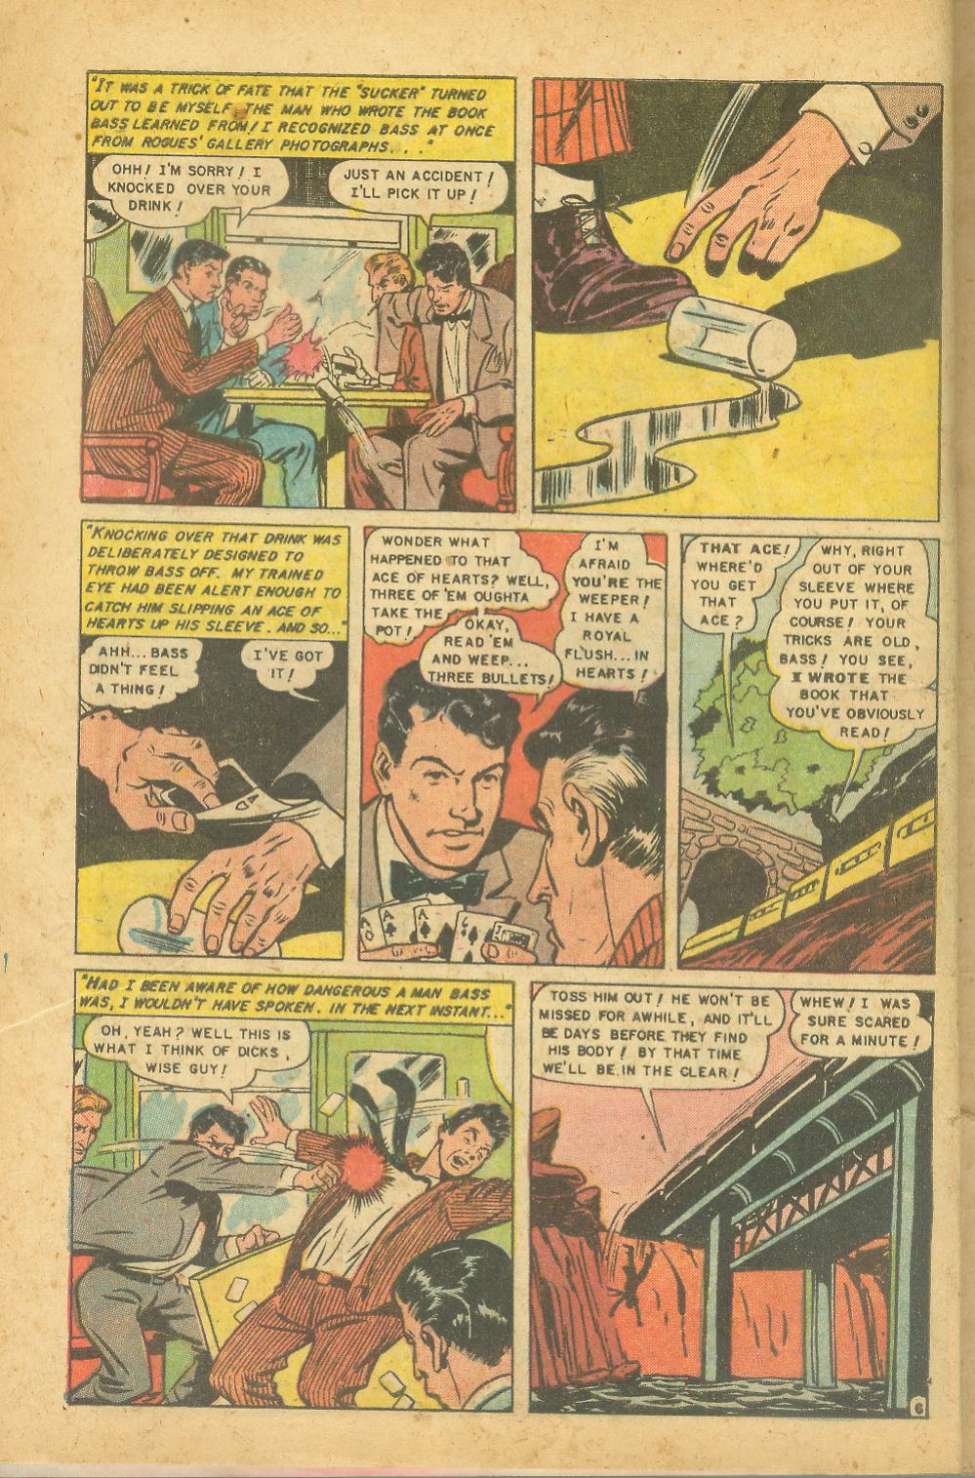 "IT WAS A TRICK OF FATE THAT THE "SUCKER" TURNED
OUT TO BE MYSELF, THE MAN WHO WROTE THE BOOK
BASS LEARNED FROM! I RECOGNIZED BASS AT ONCE
FROM ROGUES' GALLERY PHOTOGRAPHS..."
OHH! I'M SORRY! I
KNOCKED OVER YOUR
DRINK!
JUST AN ACCIDENT!
I'LL PICK IT UP!
"KNOCKING OVER THAT DRINK WAS
DELIBERATELY DESIGNED TO
THROW BASS OFF. MY TRAINED
EYE HAD BEEN ALERT ENOUGH TO
CATCH HIM SLIPPING AN ACE OF
HEARTS UP HIS SLEEVE. AND SO..."
AHH... BASS
DIDN'T FEEL
A THING!
I'VE GOT
IT!
WONDER WHAT
HAPPENED TO THAT
ACE OF HEARTS? WELL,
THREE OF 'EM OUGHTA
TAKE THE
POT!
OKAY,
READ 'EM
AND WEEP...
THREE BULLETS!
I'M
AFRAID
YOU'RE THE
WEEPER!
I HAVE A
ROYAL
FLUSH... IN
HEARTS!
THAT ACE!
WHERE'D
YOU GET
THAT
ACE?
WHY, RIGHT
OUT OF YOUR
SLEEVE WHERE
YOU PUT IT, OF
COURSE! YOUR
TRICKS ARE OLD,
BASS! YOU SEE,
I WROTE THE
BOOK THAT
YOU'VE OBVIOUSLY
READ!
"HAD I BEEN AWARE OF HOW DANGEROUS A MAN BASS
WAS, I WOULDN'T HAVE SPOKEN. IN THE NEXT INSTANT..."
OH, YEAH? WELL THIS IS
WHAT I THINK OF DICKS,
WISE GUY!
TOSS HIM OUT! HE WON'T BE
MISSED FOR AWHILE, AND IT'LL
BE DAYS BEFORE THEY FIND
HIS BODY! BY THAT TIME
WE'LL BE IN THE CLEAR!
WHEW! I WAS
SURE SCARED
FOR A MINUTE!
6